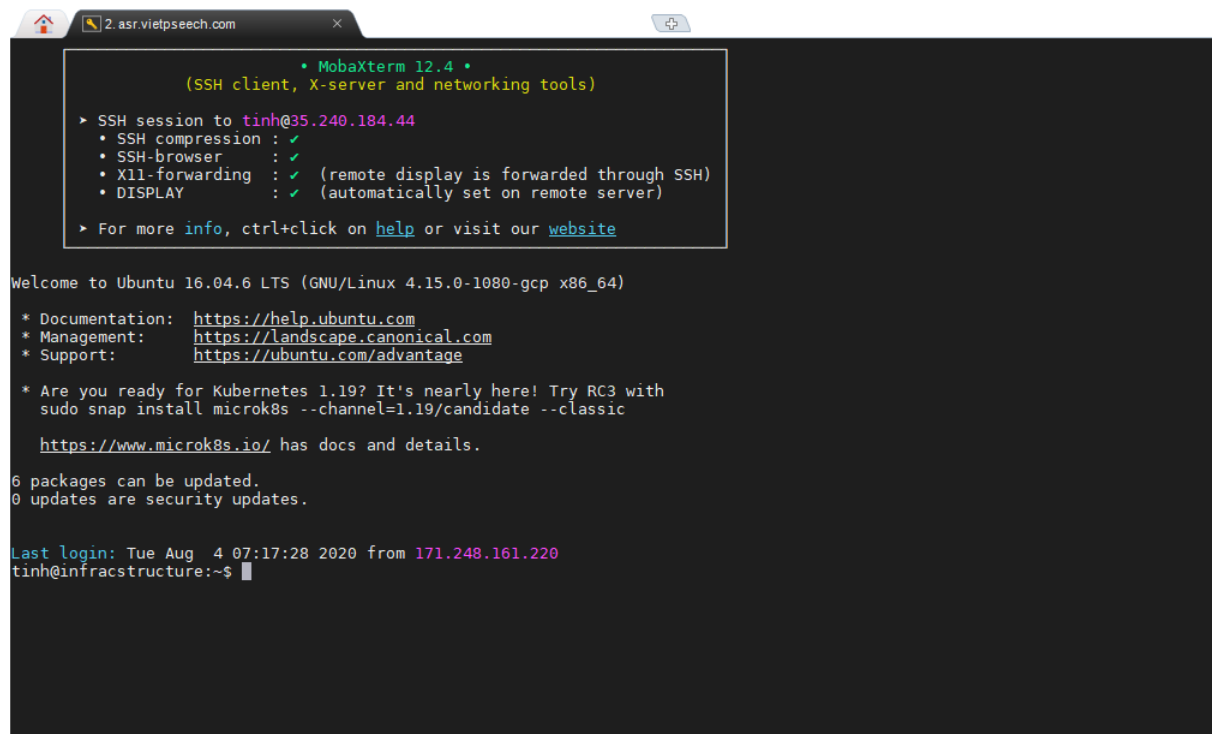 2. asr.vietpseech.com
• MobaXterm 12.4 •
(SSH client, X-server and networking tools)
➤ SSH session to tinh@35.240.184.44
• SSH compression : ✔
• SSH-browser     : ✔
• X11-forwarding  : ✔  (remote display is forwarded through SSH)
• DISPLAY         : ✔  (automatically set on remote server)
➤ For more info, ctrl+click on help or visit our website
Welcome to Ubuntu 16.04.6 LTS (GNU/Linux 4.15.0-1080-gcp x86_64)
* Documentation:  https://help.ubuntu.com
* Management:     https://landscape.canonical.com
* Support:        https://ubuntu.com/advantage
* Are you ready for Kubernetes 1.19? It's nearly here! Try RC3 with
sudo snap install microk8s --channel=1.19/candidate --classic
https://www.microk8s.io/ has docs and details.
6 packages can be updated.
0 updates are security updates.
Last login: Tue Aug  4 07:17:28 2020 from 171.248.161.220
tinh@infracstructure:~$